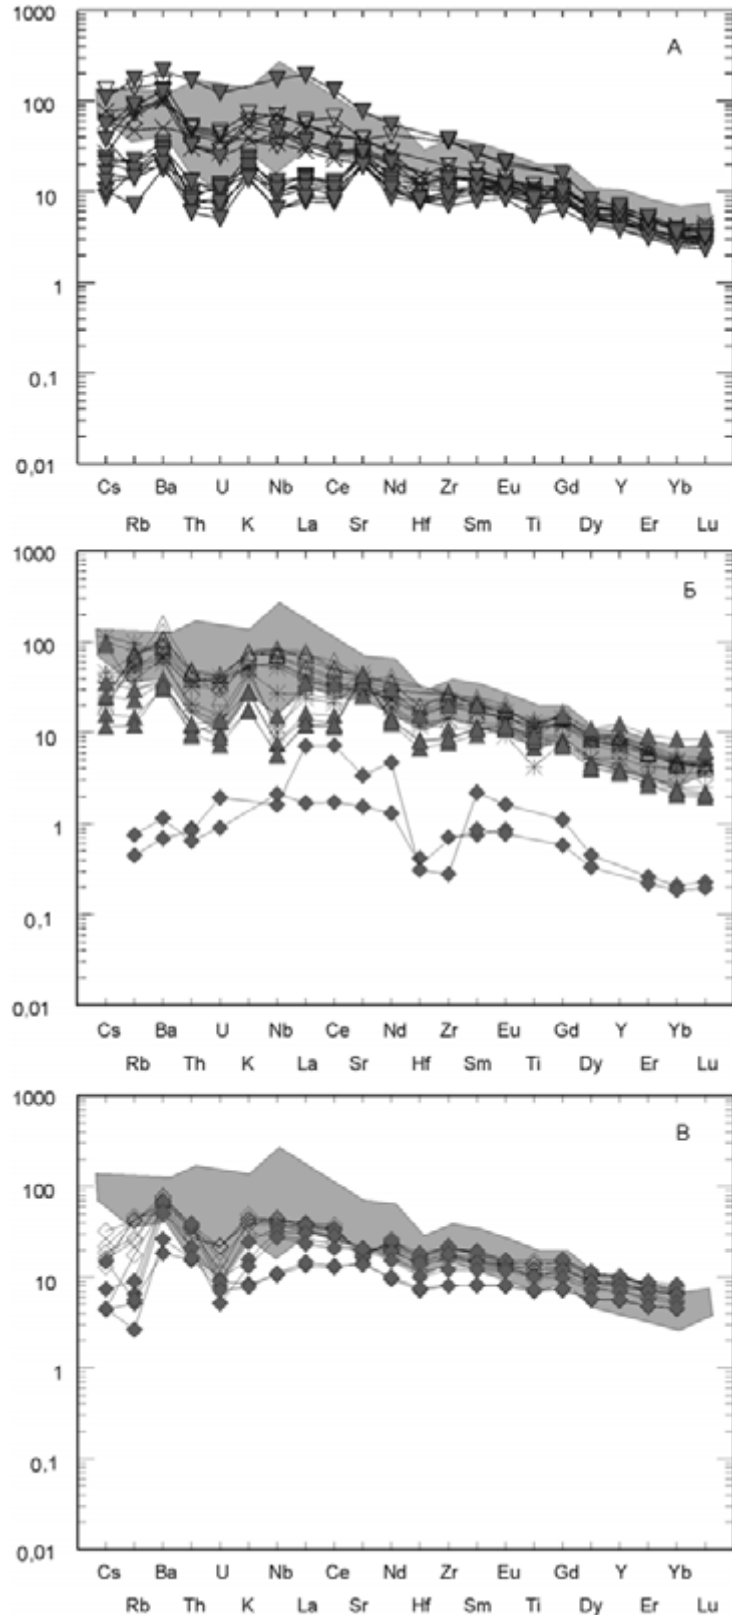 1000
А
100
10
1
0,1
0,01
Cs Ba U Nb Ce Nd Zr Eu Gd Y Yb
Rb Th K La Sr Hf Sm Ti Dy Er Lu
1000
Б
100
10
1
0,1
0,01
Cs Ba U Nb Ce Nd Zr Eu Gd Y Yb
Rb Th K La Sr Hf Sm Ti Dy Er Lu
1000
В
100
10
1
0,1
0,01
Cs Ba U Nb Ce Nd Zr Eu Gd Y Yb
Rb Th K La Sr Hf Sm Ti Dy Er Lu